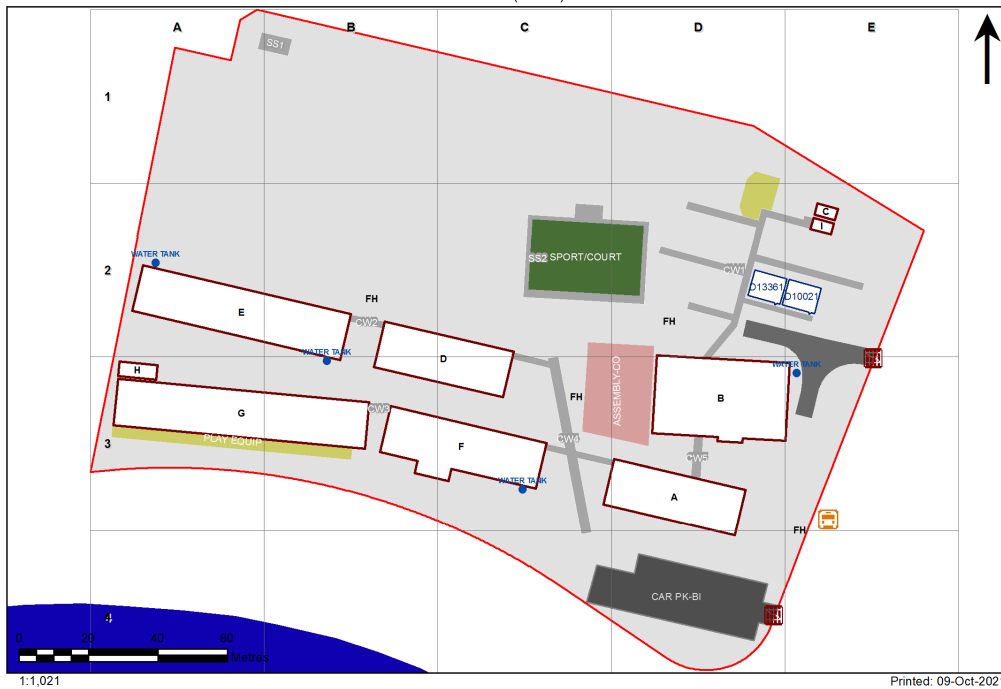 A B C D E
SS1
1
C
I
WATER TANK
SS2 SPORT/COURT
CW1
2
D13361
D10021
FH
E
CW2
FH
WATER TANK
D
WATER TANK
H
ASSEMBLY-CO
B
FH
G
CW3
PLAY EQUIP
CW4
3
F
CW5
WATER TANK
A
FH
CAR PK-BI
4
0 20 40 60
Metres
1:1,021
Printed: 09-Oct-202